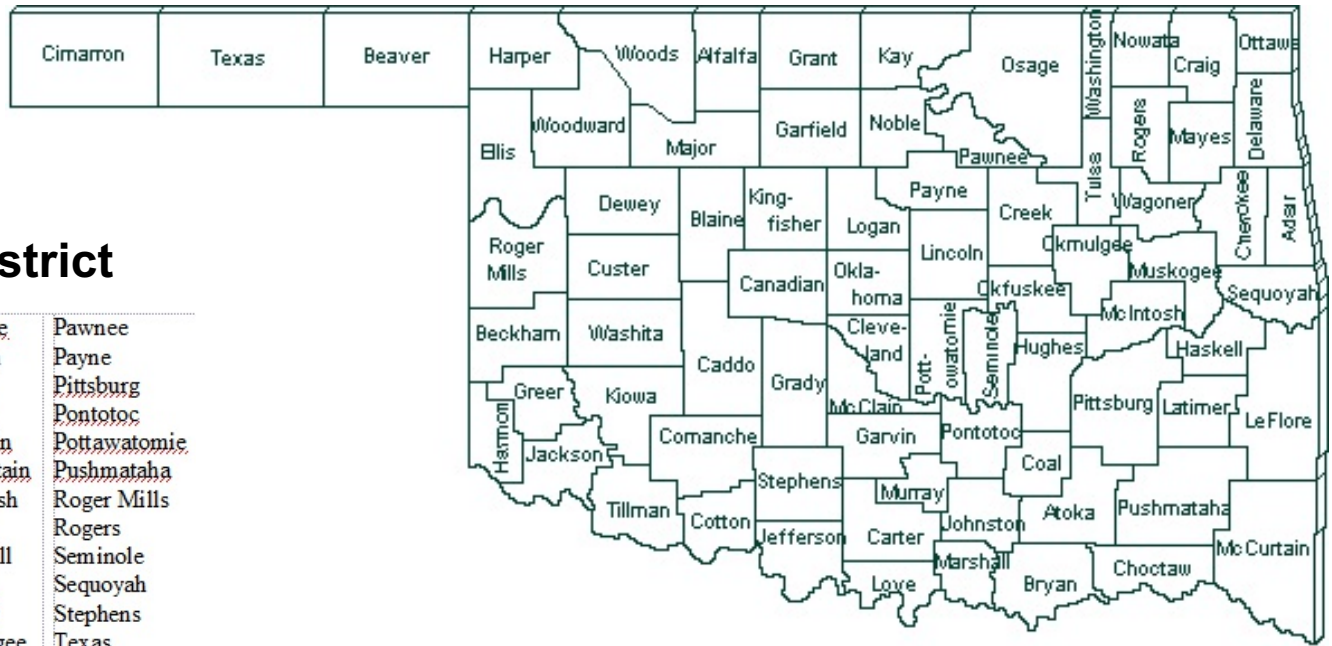 Cimarron
Texas
Beaver
Harper
Woods
Alfalfa
Grant
Kay
Osage
Washington
Nowata
Craig
Ottawa
Ellis
Woodward
Major
Garfield
Noble
Pawnee
Tulsa
Rogers
Mayes
Delaware
Roger
Mills
Dewey
Blaine
King-
fisher
Logan
Payne
Creek
Wagoner
Cherokee
Adair
Custer
Canadian
Okla-
homa
Lincoln
Okfuskee
Okmulgee
Muskogee
McIntosh
Sequoyah
Beckham
Washita
Caddo
Grady
Cleve-
land
McClain
Pott-
owatomie
Seminole
Hughes
Haskell
Pittsburg
Latimer
LeFlore
Harmon
Greer
Kiowa
Jackson
Comanche
Garvin
Pontotoc
Coal
Tillman
Cotton
Stephens
Murray
Johnston
Atoka
Pushmataha
McCurtain
Jefferson
Carter
Love
Marshall
Bryan
Choctaw
strict
Pawnee
Payne
Pittsburg
Pontotoc
Pottawatomie
Pushmataha
Roger Mills
Rogers
Seminole
Sequoyah
Stephens
Texas